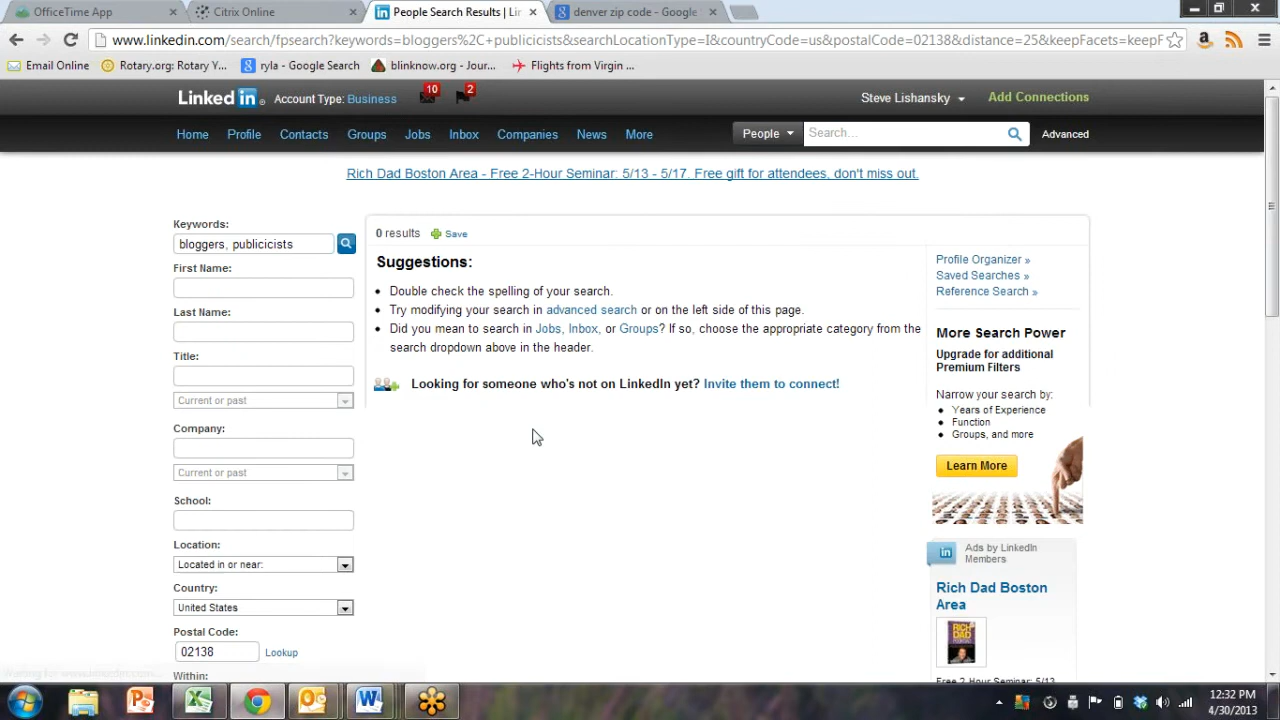 OfficeTime App
Citrix Online
People Search Results | Lir
denver zip code - Google
www.linkedin.com/search/fpsearch?keywords=bloggers%2C+publicicists&searchLocationType=I&countryCode=us&postalCode=02138&distance=25&keepFacets=keepF
Email Online
Rotary.org: Rotary Y...
ryla - Google Search
blinknow.org - Jour...
Flights from Virgin ...
Linked in
Account Type: Business
10
2
Steve Lishansky
Add Connections
Home Profile Contacts Groups Jobs Inbox Companies News More
People
Search...
Advanced
Rich Dad Boston Area - Free 2-Hour Seminar: 5/13 - 5/17. Free gift for attendees, don't miss out.
Keywords:
bloggers, publicicists
First Name:
Last Name:
Title:
Current or past
Company:
Current or past
School:
Location:
Located in or near:
Country:
United States
Postal Code:
02138
Lookup
Within:
0 results
Save
Suggestions:
Double check the spelling of your search.
Try modifying your search in advanced search or on the left side of this page.
Did you mean to search in Jobs, Inbox, or Groups? If so, choose the appropriate category from the
search dropdown above in the header.
Looking for someone who's not on LinkedIn yet? Invite them to connect!
Profile Organizer »
Saved Searches »
Reference Search »
More Search Power
Upgrade for additional
Premium Filters
Narrow your search by:
Years of Experience
Function
Groups, and more
Learn More
Ads by LinkedIn
Members
Rich Dad Boston
Area
RICH
DAD
Free 2-Hour Seminar: 5/13
12:32 PM
4/30/2013